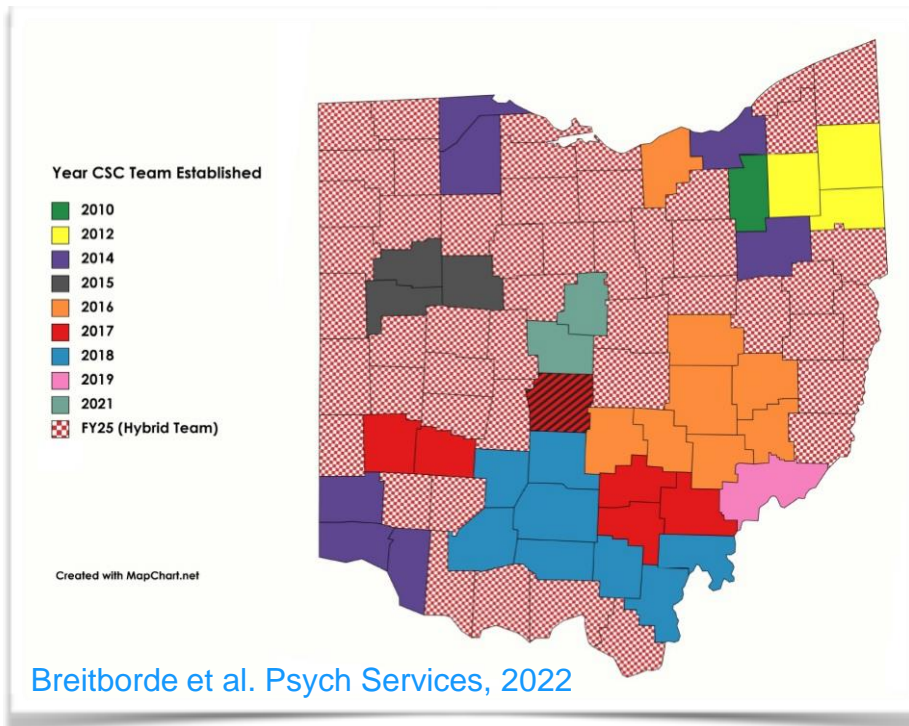 Year CSC Team Established
2010
2012
2014
2015
2016
2017
2018
2019
2021
FY25 (Hybrid Team)
Created with MapChart.net
Breitborde et al. Psych Services, 2022